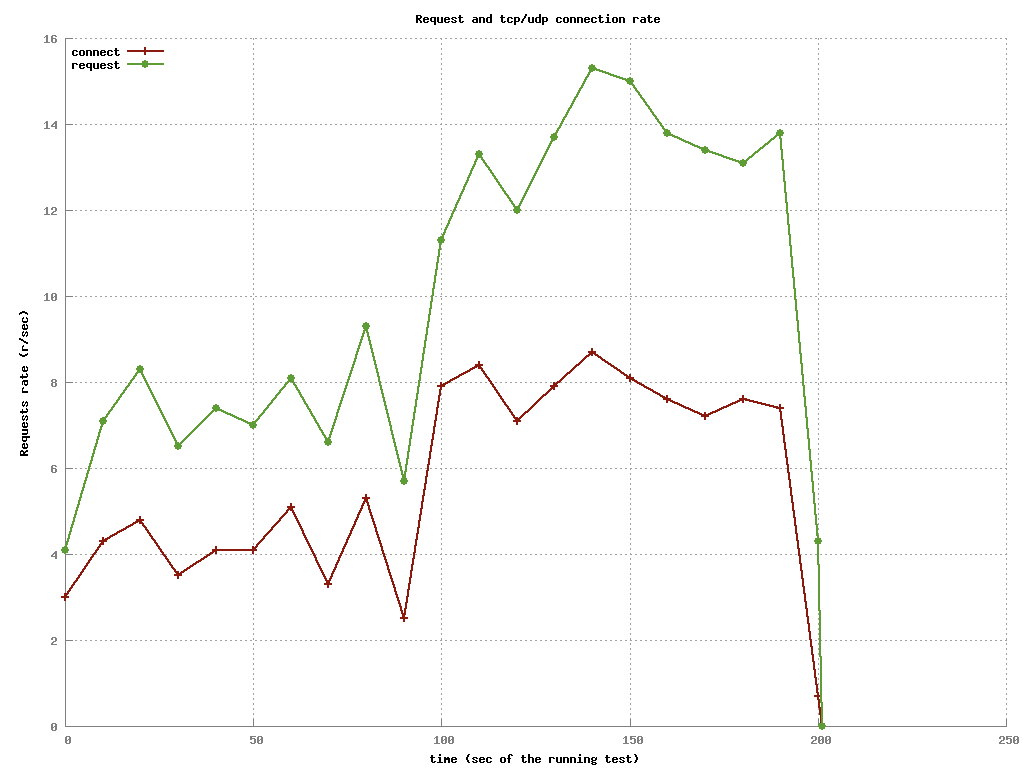 Request and tcp/udp connection rate
16
connect
request
14
12
10
8
6
4
2
0
Requests rate (r/sec)
0 50 100 150 200 250
time (sec of the running test)